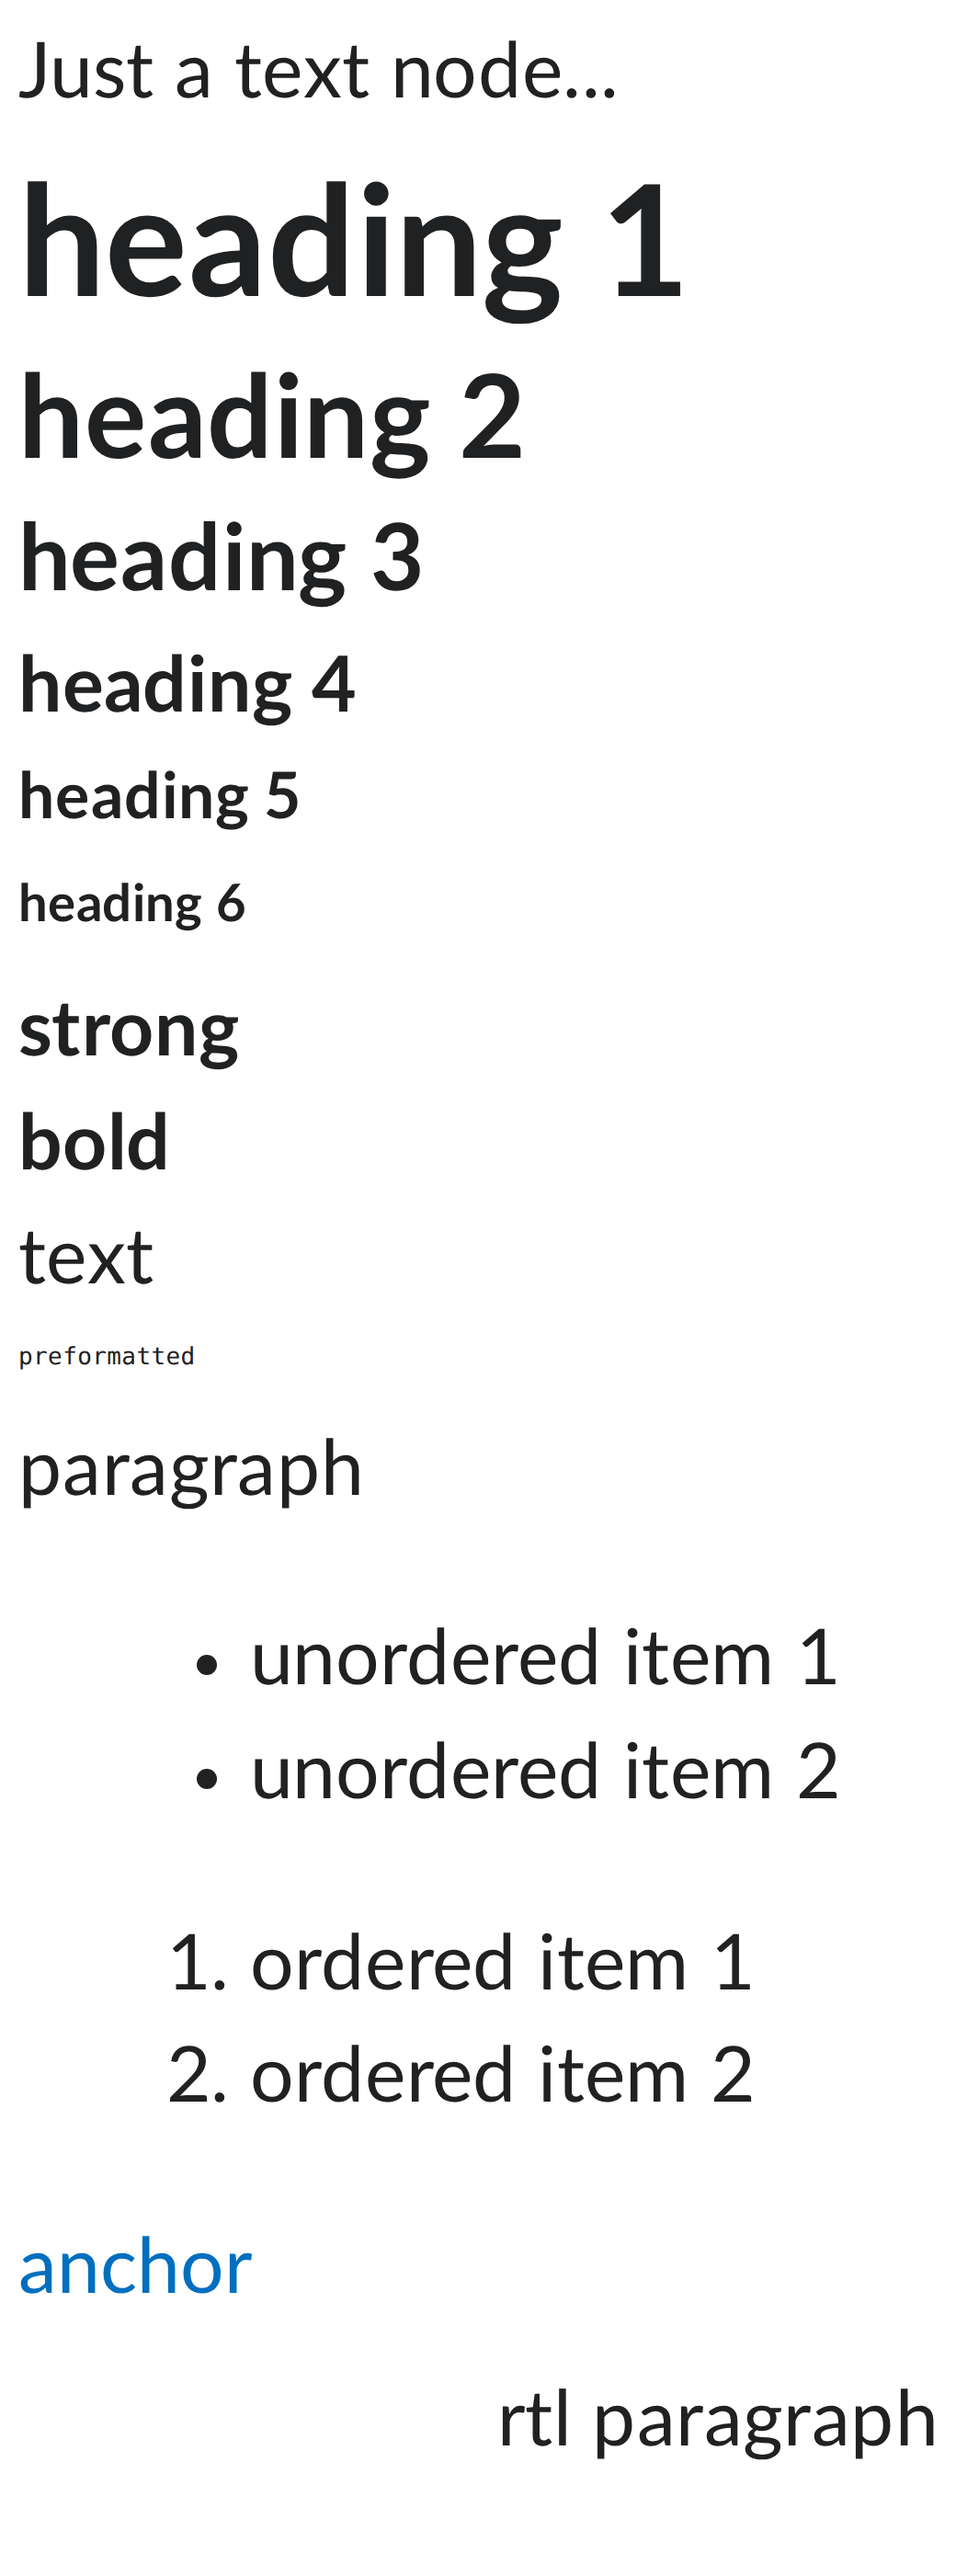 Just a text node...
heading 1
heading 2
heading 3
heading 4
heading 5
heading 6
strong
bold
text
preformatted
paragraph
• unordered item 1
• unordered item 2
1. ordered item 1
2. ordered item 2
anchor
rtl paragraph